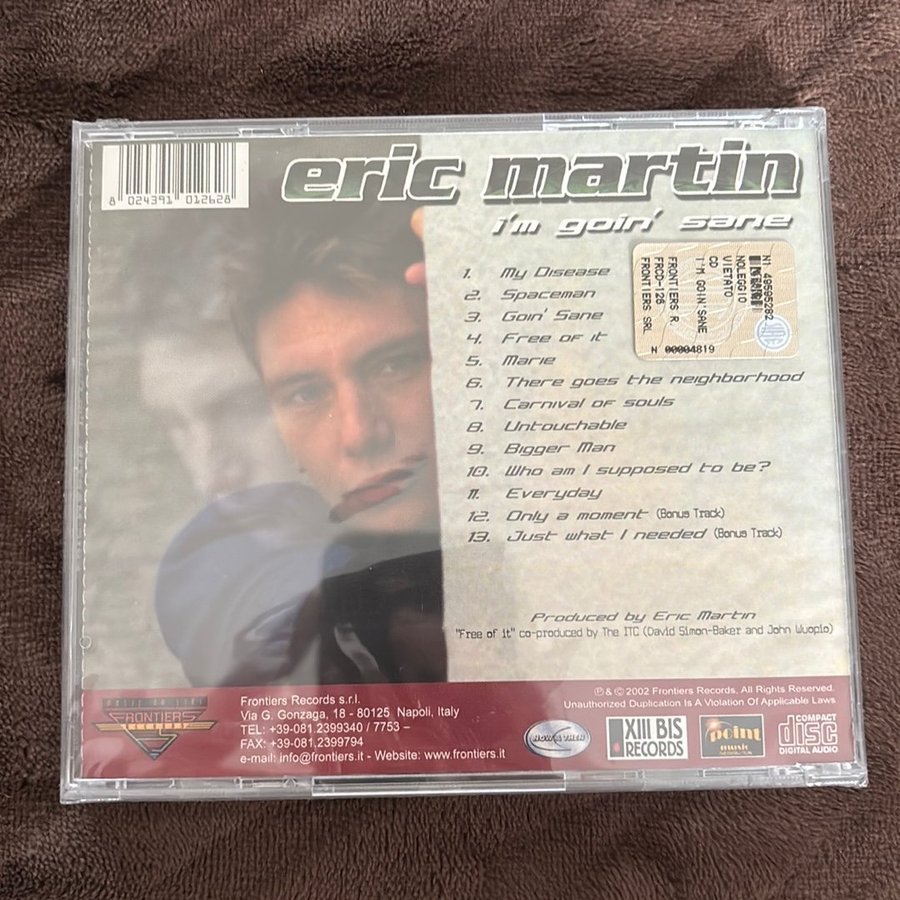 8 024391 012628
eric martin
i'm goin' sane
1. My Disease
2. Spaceman
3. Goin' Sane
4. Free of it
5. Marie
6. There goes the neighborhood
7. Carnival of souls
8. Untouchable
9. Bigger Man
10. Who am I supposed to be?
11. Everyday
12. Only a moment (Bonus Track)
13. Just what I needed (Bonus Track)
N1 49595282
NOLEGGIO
VIETATO
CD
I'M GOIN'SANE
FRONTIERS R
FRCD-126
FRONTIERS SRL
N 00004819
Produced by Eric Martin
"Free of it" co-produced by The ITC (David Simon-Baker and John Wuopio)
FRONTIERS
RECORDS
Frontiers Records s.r.l.
Via G. Gonzaga, 18 - 80125 Napoli, Italy
TEL: +39-081.2399340 / 7753 –
FAX: +39-081.2399794
e-mail: info@frontiers.it - Website: www.frontiers.it
℗ & © 2002 Frontiers Records. All Rights Reserved.
Unauthorized Duplication Is A Violation Of Applicable Laws
NOW & THEN
XIII BIS
RECORDS
point
music
COMPACT
disc
DIGITAL AUDIO